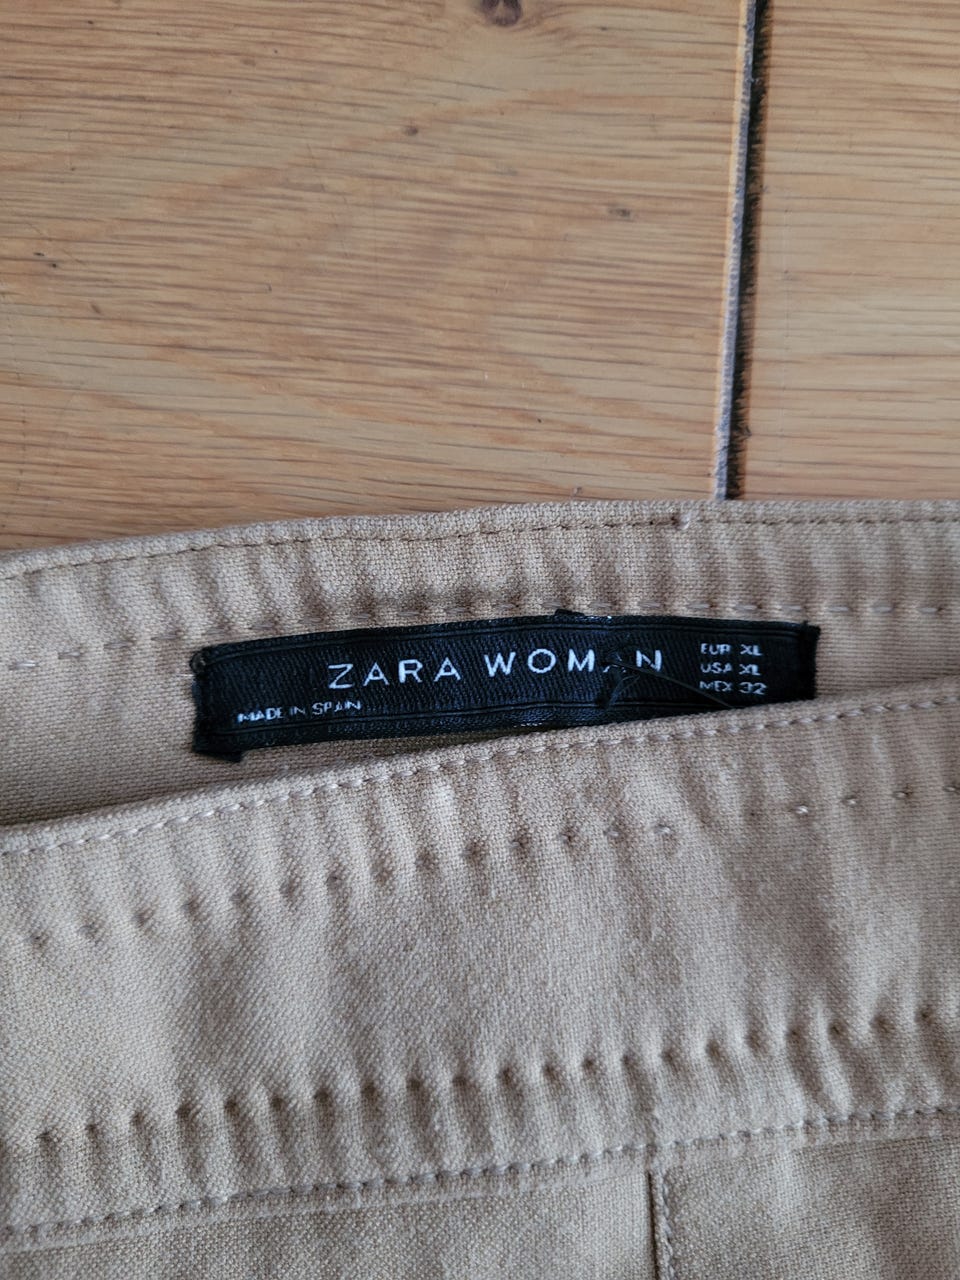 ZARA WOMAN
EUR XL
USA XL
MEX 32
MADE IN SPAIN